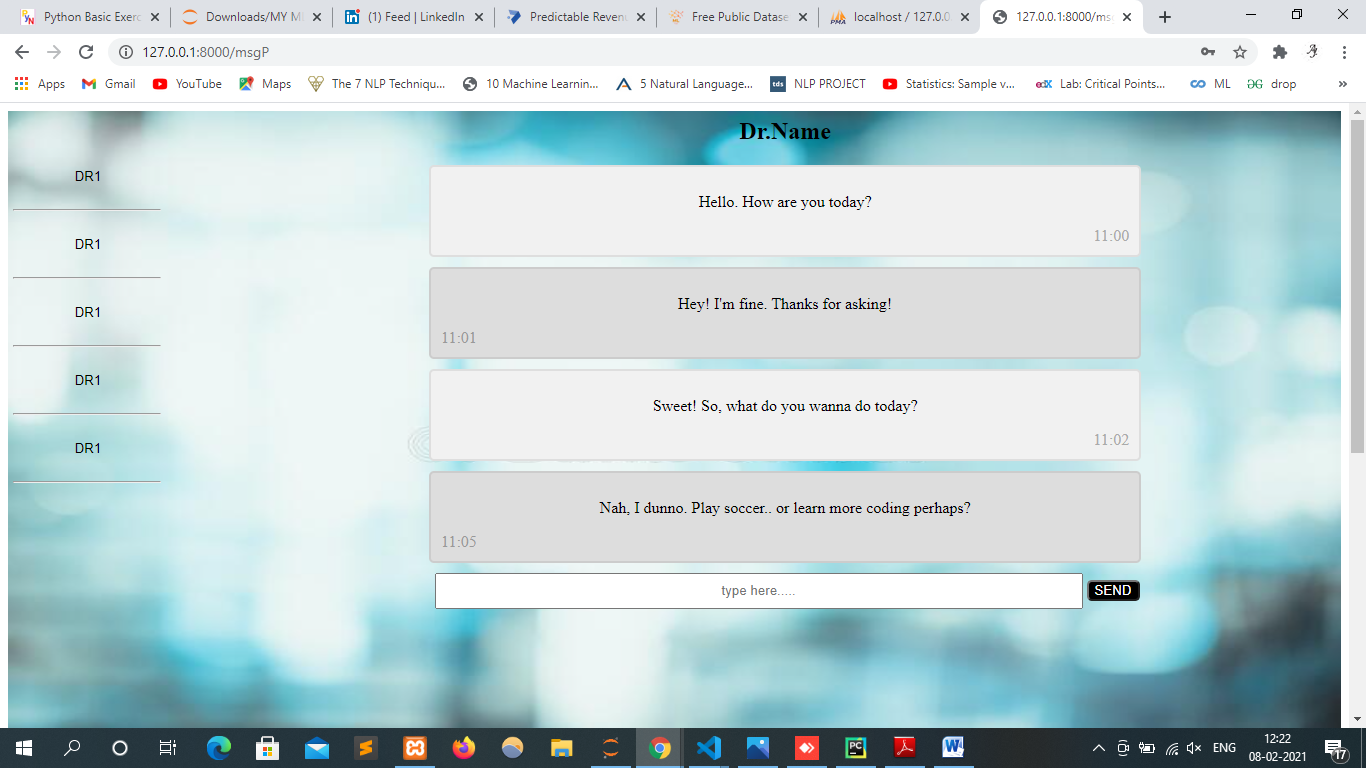 Python Basic Exerc
Downloads/MY M
(1) Feed | LinkedIn
Predictable Revenu
Free Public Datase
localhost / 127.0.0
127.0.0.1:8000/ms
127.0.0.1:8000/msgP
Apps
Gmail
YouTube
Maps
The 7 NLP Techniqu...
10 Machine Learnin...
5 Natural Language...
tds
NLP PROJECT
Statistics: Sample v...
edX
Lab: Critical Points...
ML
drop
Dr.Name
DR1
DR1
DR1
DR1
DR1
Hello. How are you today?
11:00
Hey! I'm fine. Thanks for asking!
11:01
Sweet! So, what do you wanna do today?
11:02
Nah, I dunno. Play soccer.. or learn more coding perhaps?
11:05
type here.....
SEND
ENG
12:22
08-02-2021
17